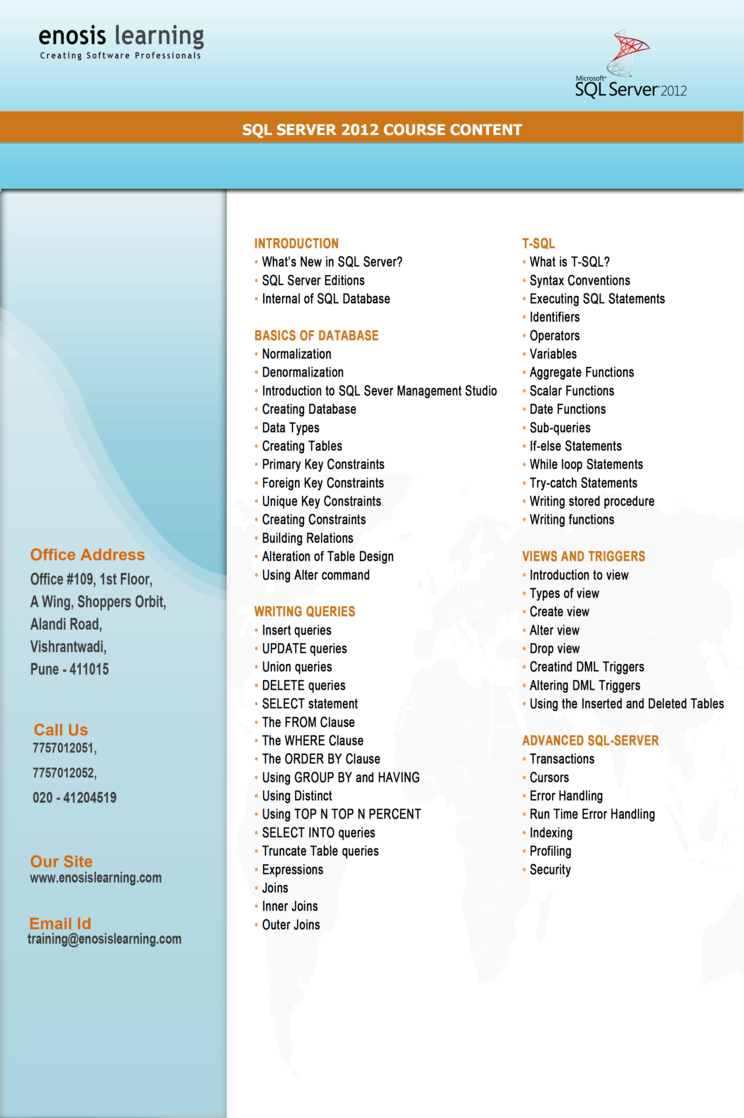 enosis learning
Creating Software Professionals
Microsoft®
SQL Server® 2012
SQL SERVER 2012 COURSE CONTENT
Office Address
Office #109, 1st Floor,
A Wing, Shoppers Orbit,
Alandi Road,
Vishrantwadi,
Pune - 411015
Call Us
7757012051,
7757012052,
020 - 41204519
Our Site
www.enosislearning.com
Email Id
training@enosislearning.com
INTRODUCTION
• What's New in SQL Server?
• SQL Server Editions
• Internal of SQL Database
BASICS OF DATABASE
• Normalization
• Denormalization
• Introduction to SQL Sever Management Studio
• Creating Database
• Data Types
• Creating Tables
• Primary Key Constraints
• Foreign Key Constraints
• Unique Key Constraints
• Creating Constraints
• Building Relations
• Alteration of Table Design
• Using Alter command
WRITING QUERIES
• Insert queries
• UPDATE queries
• Union queries
• DELETE queries
• SELECT statement
• The FROM Clause
• The WHERE Clause
• The ORDER BY Clause
• Using GROUP BY and HAVING
• Using Distinct
• Using TOP N TOP N PERCENT
• SELECT INTO queries
• Truncate Table queries
• Expressions
• Joins
• Inner Joins
• Outer Joins
T-SQL
• What is T-SQL?
• Syntax Conventions
• Executing SQL Statements
• Identifiers
• Operators
• Variables
• Aggregate Functions
• Scalar Functions
• Date Functions
• Sub-queries
• If-else Statements
• While loop Statements
• Try-catch Statements
• Writing stored procedure
• Writing functions
VIEWS AND TRIGGERS
• Introduction to view
• Types of view
• Create view
• Alter view
• Drop view
• Creatind DML Triggers
• Altering DML Triggers
• Using the Inserted and Deleted Tables
ADVANCED SQL-SERVER
• Transactions
• Cursors
• Error Handling
• Run Time Error Handling
• Indexing
• Profiling
• Security